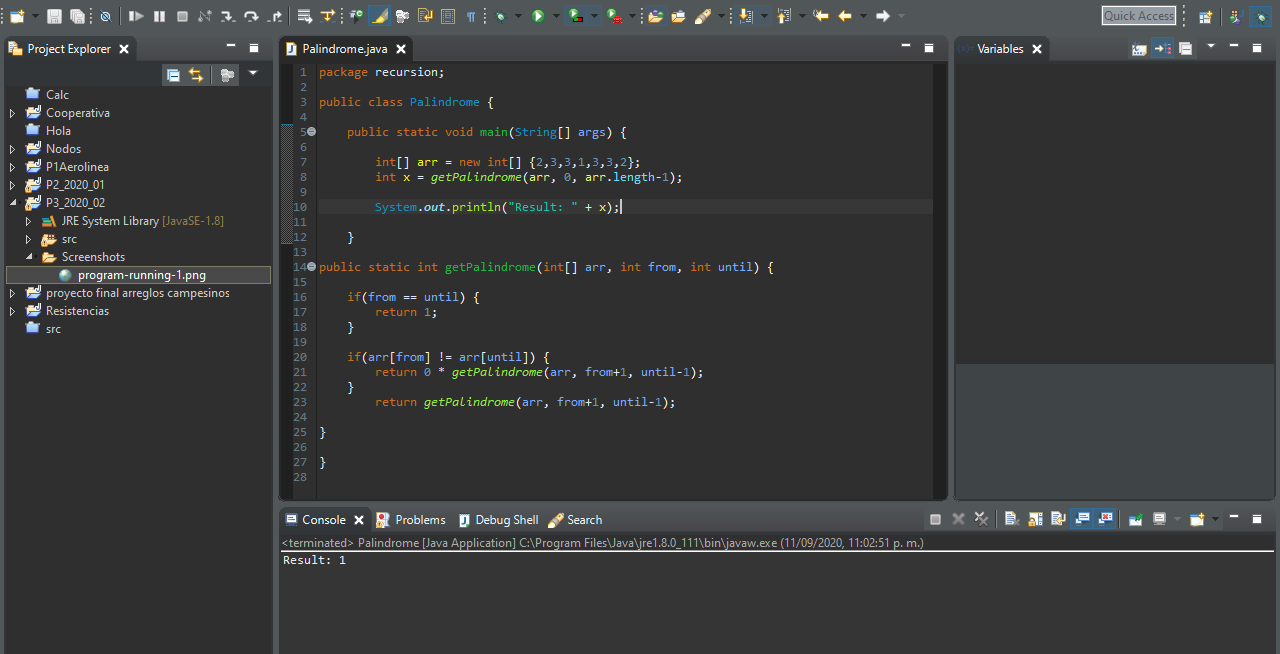 Quick Access
Project Explorer
Calc
Cooperativa
Hola
Nodos
P1Aerolinea
P2_2020_01
P3_2020_02
JRE System Library [JavaSE-1.8]
src
Screenshots
program-running-1.png
proyecto final arreglos campesinos
Resistencias
src
Palindrome.java
1 package recursion;
2
3 public class Palindrome {
4
5     public static void main(String[] args) {
6
7         int[] arr = new int[] {2,3,3,1,3,3,2};
8         int x = getPalindrome(arr, 0, arr.length-1);
9
10         System.out.println("Result: " + x);
11
12     }
13
14 public static int getPalindrome(int[] arr, int from, int until) {
15
16     if(from == until) {
17         return 1;
18     }
19
20     if(arr[from] != arr[until]) {
21         return 0 * getPalindrome(arr, from+1, until-1);
22     }
23         return getPalindrome(arr, from+1, until-1);
24
25 }
26
27 }
28
Variables
Console
Problems
Debug Shell
Search
<terminated> Palindrome [Java Application] C:\Program Files\Java\jre1.8.0_111\bin\javaw.exe (11/09/2020, 11:02:51 p. m.)
Result: 1